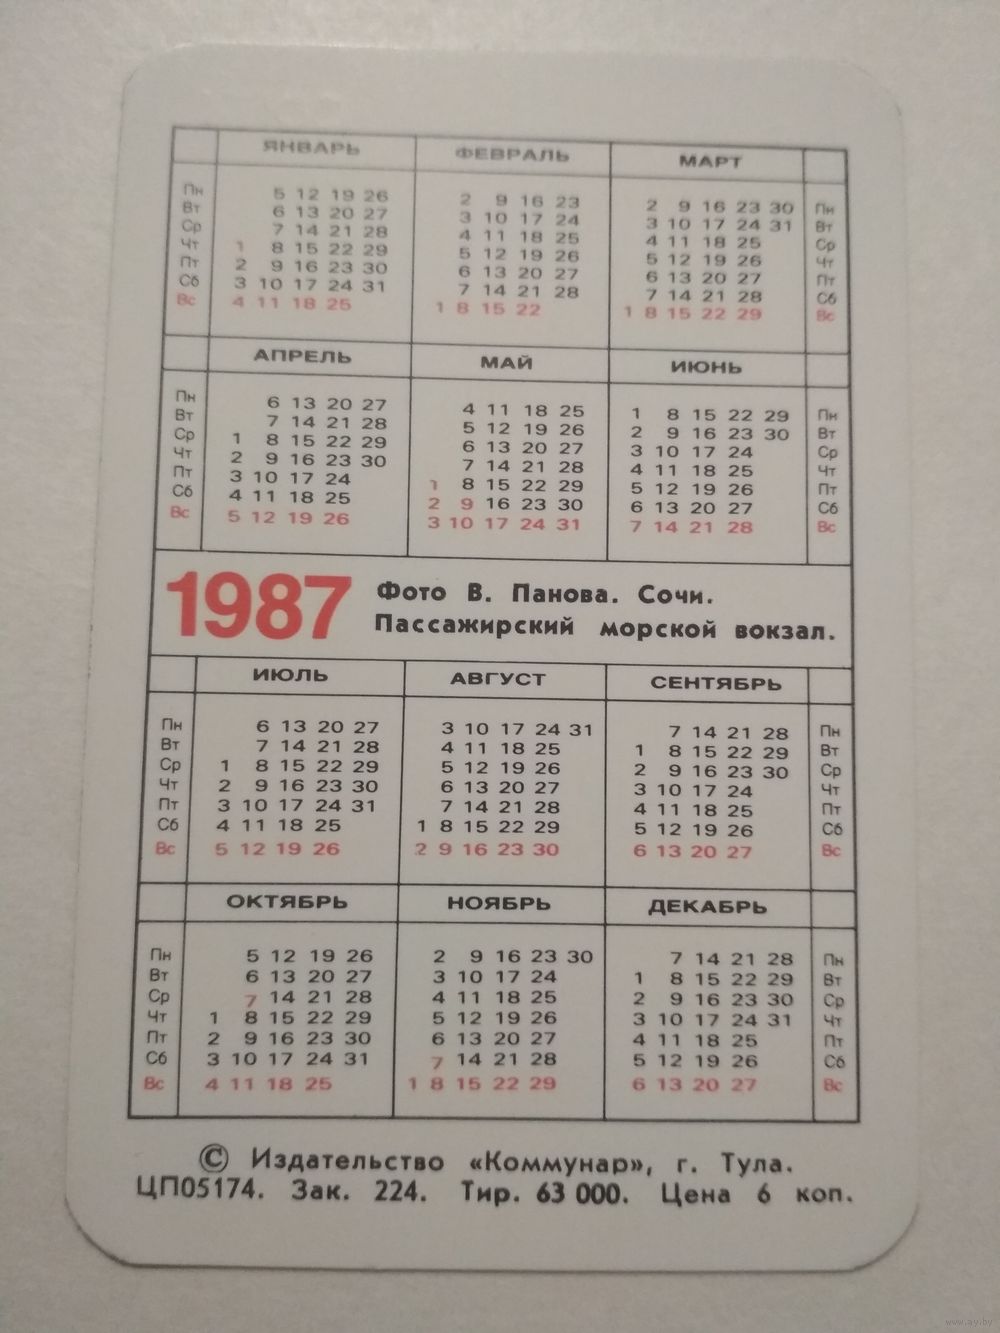 ЯНВАРЬ ФЕВРАЛЬ МАРТ
Пн 5 12 19 26 2 9 16 23 2 9 16 23 30 Пн
Вт 6 13 20 27 3 10 17 24 3 10 17 24 31 Вт
Ср 7 14 21 28 4 11 18 25 4 11 18 25 Ср
Чт 1 8 15 22 29 5 12 19 26 5 12 19 26 Чт
Пт 2 9 16 23 30 6 13 20 27 6 13 20 27 Пт
Сб 3 10 17 24 31 7 14 21 28 7 14 21 28 Сб
Вс 4 11 18 25 1 8 15 22 1 8 15 22 29 Вс
АПРЕЛЬ МАЙ ИЮНЬ
Пн 6 13 20 27 4 11 18 25 1 8 15 22 29 Пн
Вт 7 14 21 28 5 12 19 26 2 9 16 23 30 Вт
Ср 1 8 15 22 29 6 13 20 27 3 10 17 24 Ср
Чт 2 9 16 23 30 7 14 21 28 4 11 18 25 Чт
Пт 3 10 17 24 1 8 15 22 29 5 12 19 26 Пт
Сб 4 11 18 25 2 9 16 23 30 6 13 20 27 Сб
Вс 5 12 19 26 3 10 17 24 31 7 14 21 28 Вс
1987 Фото В. Панова. Сочи.
Пассажирский морской вокзал.
ИЮЛЬ АВГУСТ СЕНТЯБРЬ
Пн 6 13 20 27 3 10 17 24 31 7 14 21 28 Пн
Вт 7 14 21 28 4 11 18 25 1 8 15 22 29 Вт
Ср 1 8 15 22 29 5 12 19 26 2 9 16 23 30 Ср
Чт 2 9 16 23 30 6 13 20 27 3 10 17 24 Чт
Пт 3 10 17 24 31 7 14 21 28 4 11 18 25 Пт
Сб 4 11 18 25 1 8 15 22 29 5 12 19 26 Сб
Вс 5 12 19 26 2 9 16 23 30 6 13 20 27 Вс
ОКТЯБРЬ НОЯБРЬ ДЕКАБРЬ
Пн 5 12 19 26 2 9 16 23 30 7 14 21 28 Пн
Вт 6 13 20 27 3 10 17 24 1 8 15 22 29 Вт
Ср 7 14 21 28 4 11 18 25 2 9 16 23 30 Ср
Чт 1 8 15 22 29 5 12 19 26 3 10 17 24 31 Чт
Пт 2 9 16 23 30 6 13 20 27 4 11 18 25 Пт
Сб 3 10 17 24 31 7 14 21 28 5 12 19 26 Сб
Вс 4 11 18 25 1 8 15 22 29 6 13 20 27 Вс
© Издательство «Коммунар», г. Тула.
ЦП05174. Зак. 224. Тир. 63 000. Цена 6 коп.
www.ay.by